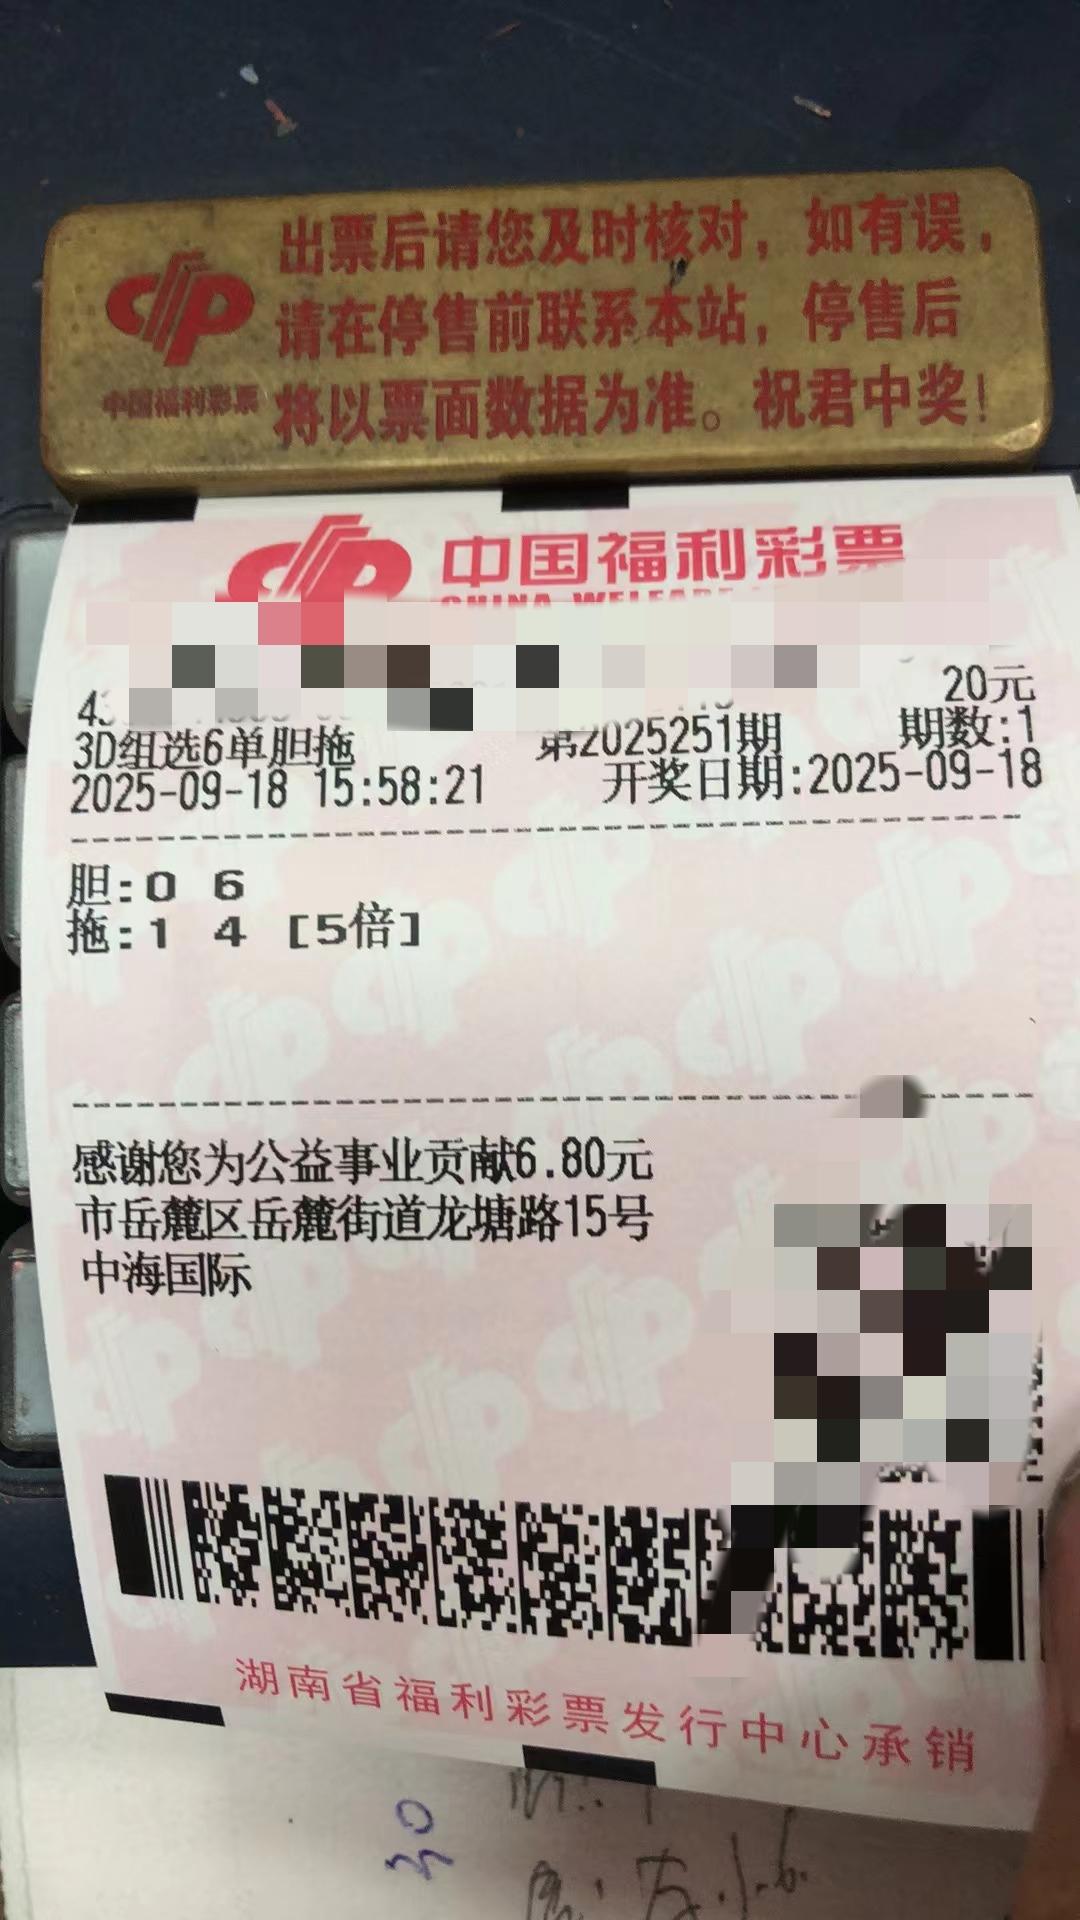 出票后请您及时核对，如有误，
请在停售前联系本站，停售后
将以票面数据为准。祝君中奖！
中国福利彩票
中国福利彩票
20元
3D组选6单胆拖 第2025251期 期数:1
2025-09-18 15:58:21 开奖日期:2025-09-18
胆:0 6
拖:1 4 [5倍]
感谢您为公益事业贡献6.80元
市岳麓区岳麓街道龙塘路15号
中海国际
湖南省福利彩票发行中心承销
30